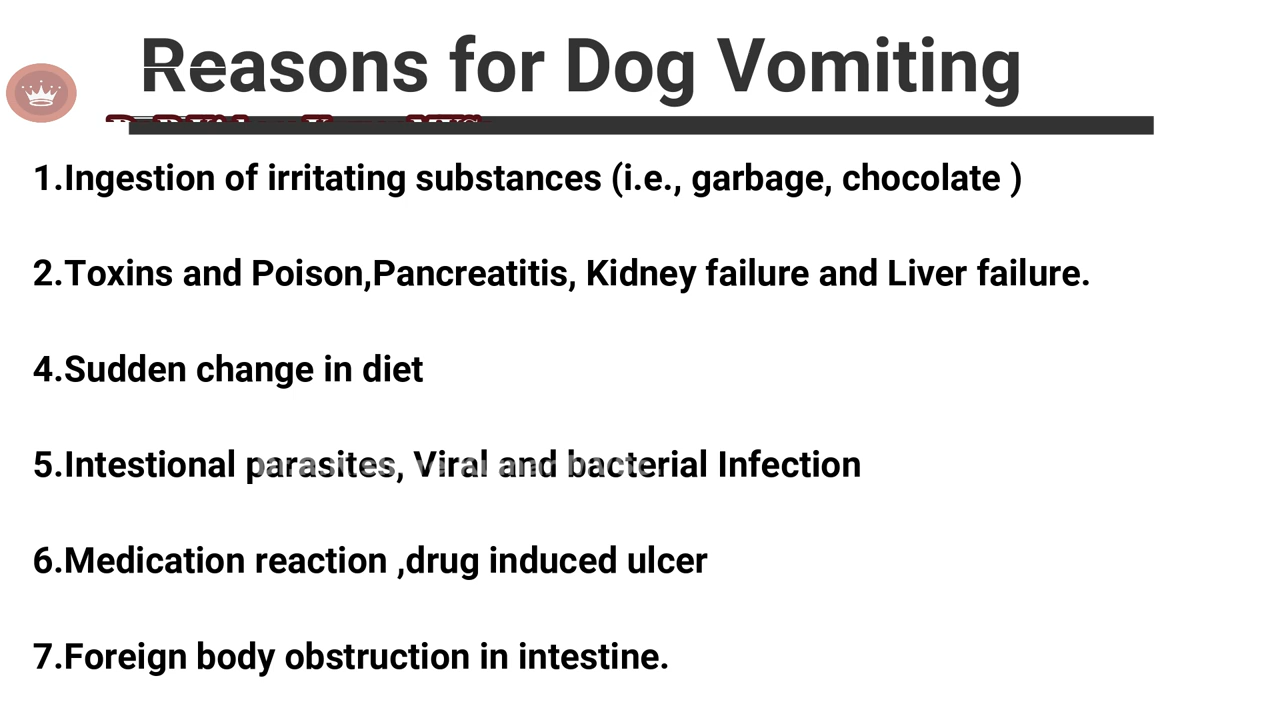 Reasons for Dog Vomiting
1.Ingestion of irritating substances (i.e., garbage, chocolate )
2.Toxins and Poison,Pancreatitis, Kidney failure and Liver failure.
4.Sudden change in diet
5.Intestional parasites, Viral and bacterial Infection
6.Medication reaction ,drug induced ulcer
7.Foreign body obstruction in intestine.